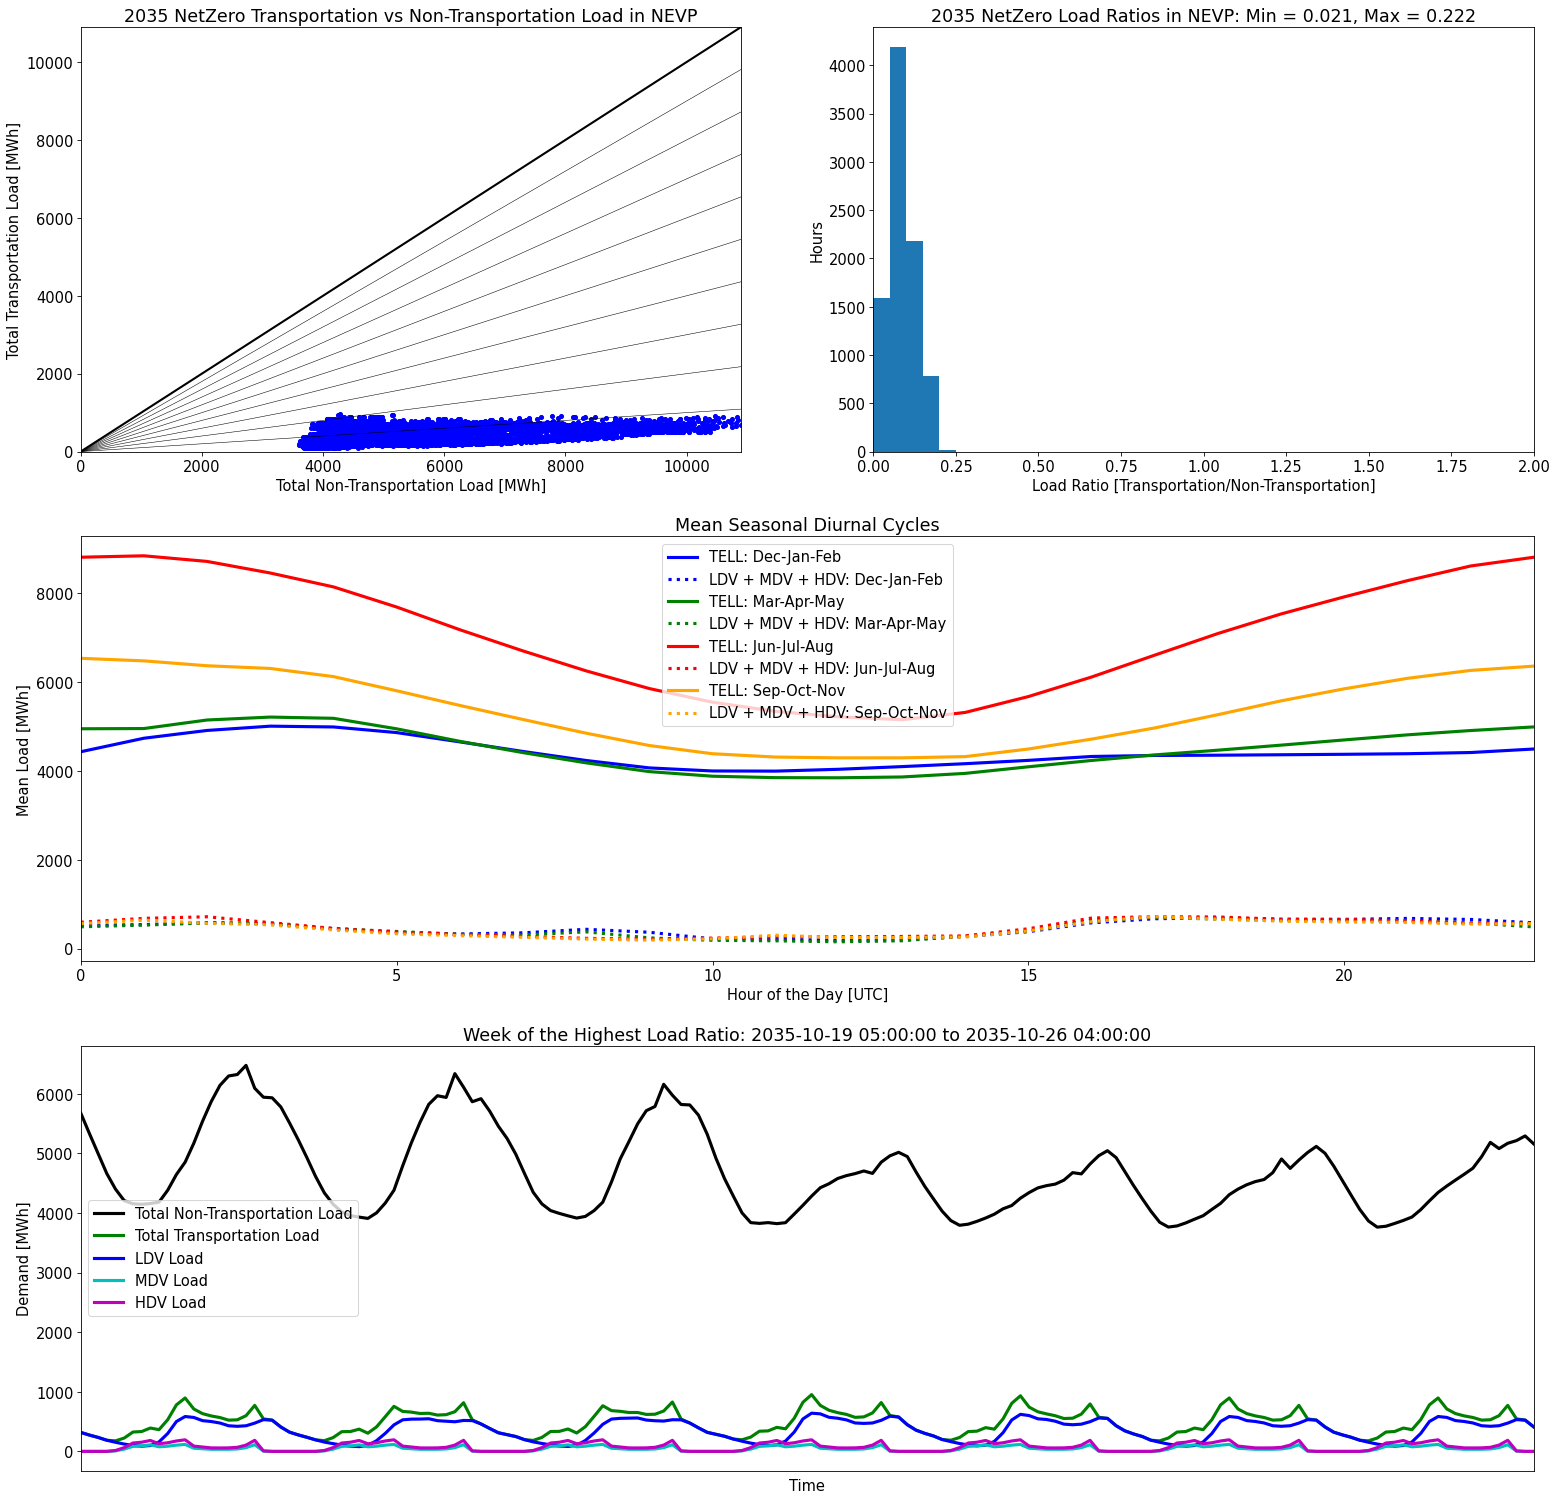 2035 NetZero Transportation vs Non-Transportation Load in NEVP
Total Transportation Load [MWh]
10000
8000
6000
4000
2000
0
0 2000 4000 6000 8000 10000
Total Non-Transportation Load [MWh]
2035 NetZero Load Ratios in NEVP: Min = 0.021, Max = 0.222
Hours
4000
3500
3000
2500
2000
1500
1000
500
0
0.00 0.25 0.50 0.75 1.00 1.25 1.50 1.75 2.00
Load Ratio [Transportation/Non-Transportation]
Mean Seasonal Diurnal Cycles
Mean Load [MWh]
8000
6000
4000
2000
0
TELL: Dec-Jan-Feb
LDV + MDV + HDV: Dec-Jan-Feb
TELL: Mar-Apr-May
LDV + MDV + HDV: Mar-Apr-May
TELL: Jun-Jul-Aug
LDV + MDV + HDV: Jun-Jul-Aug
TELL: Sep-Oct-Nov
LDV + MDV + HDV: Sep-Oct-Nov
0 5 10 15 20
Hour of the Day [UTC]
Week of the Highest Load Ratio: 2035-10-19 05:00:00 to 2035-10-26 04:00:00
Demand [MWh]
6000
5000
4000
3000
2000
1000
0
Total Non-Transportation Load
Total Transportation Load
LDV Load
MDV Load
HDV Load
Time